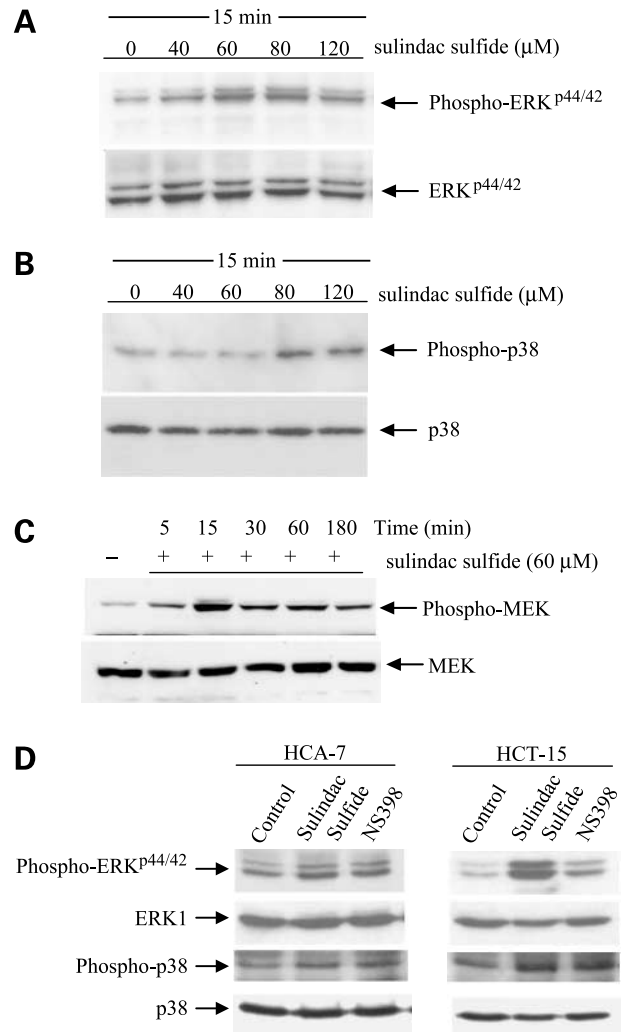 A
15 min
0 40 60 80 120 sulindac sulfide (μM)
Phospho-ERK p44/42
ERK p44/42
B
15 min
0 40 60 80 120 sulindac sulfide (μM)
Phospho-p38
p38
C
5 15 30 60 180 Time (min)
– + + + + + sulindac sulfide (60 μM)
Phospho-MEK
MEK
D
HCA-7 HCT-15
Control Sulindac Sulfide NS398 Control Sulindac Sulfide NS398
Phospho-ERK p44/42
ERK1
Phospho-p38
p38